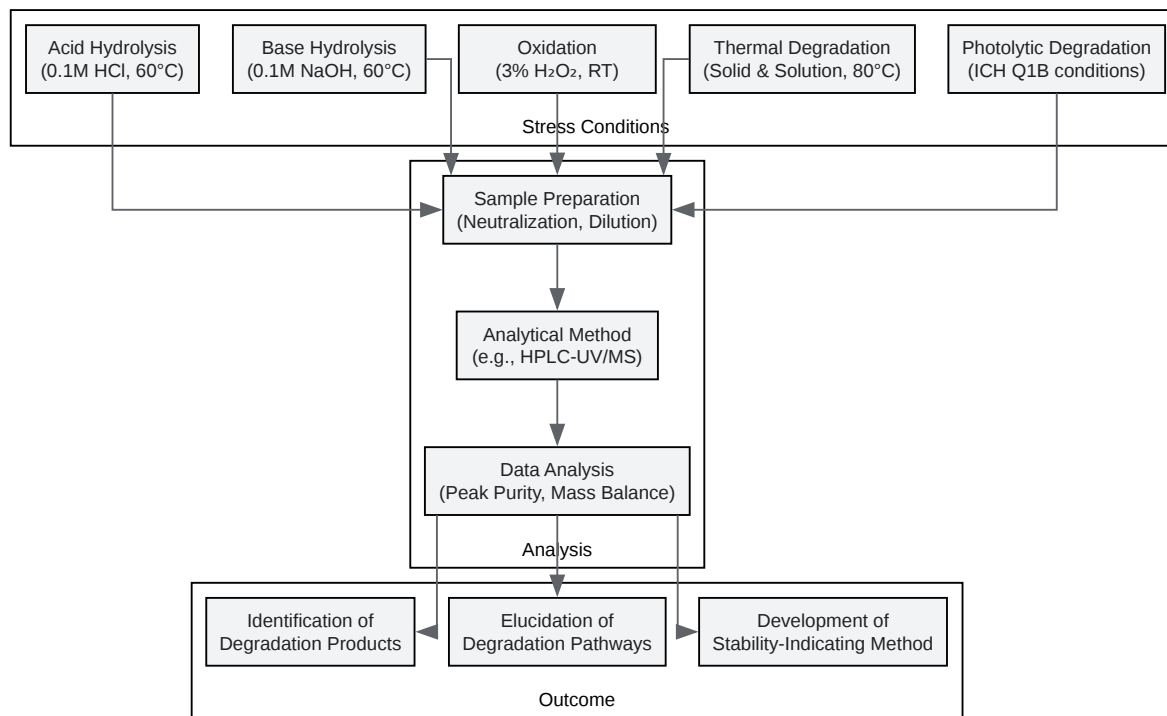 Acid Hydrolysis
(0.1M HCl, 60°C)
Base Hydrolysis
(0.1M NaOH, 60°C)
Oxidation
(3% H₂O₂, RT)
Thermal Degradation
(Solid & Solution, 80°C)
Photolytic Degradation
(ICH Q1B conditions)
Stress Conditions
Sample Preparation
(Neutralization, Dilution)
Analytical Method
(e.g., HPLC-UV/MS)
Data Analysis
(Peak Purity, Mass Balance)
Analysis
Identification of
Degradation Products
Elucidation of
Degradation Pathways
Development of
Stability-Indicating Method
Outcome